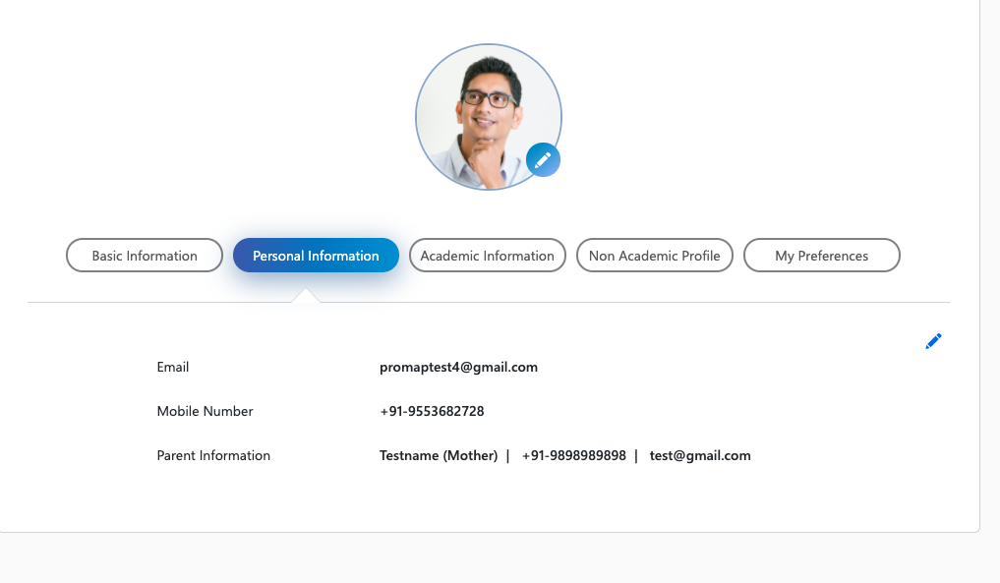 Basic Information Personal Information Academic Information Non Academic Profile My Preferences
Email promaptest4@gmail.com
Mobile Number +91-9553682728
Parent Information Testname (Mother) | +91-9898989898 | test@gmail.com